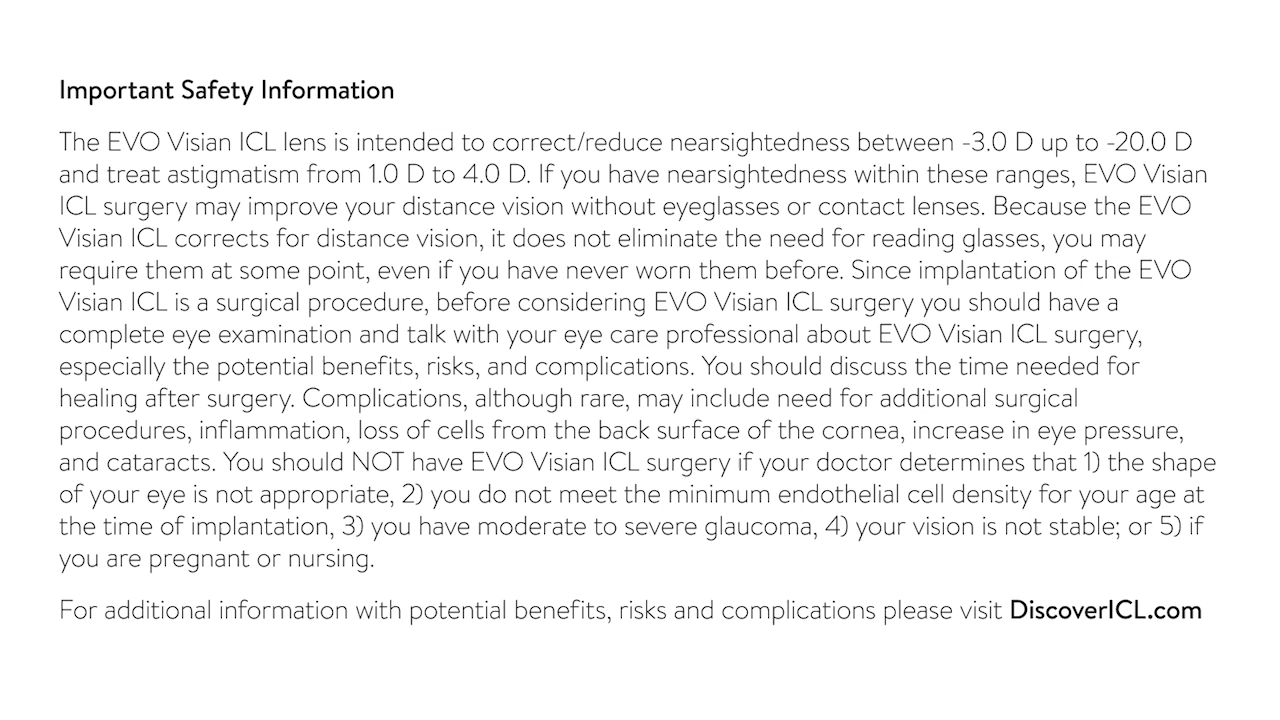 Important Safety Information
The EVO Visian ICL lens is intended to correct/reduce nearsightedness between -3.0 D up to -20.0 D
and treat astigmatism from 1.0 D to 4.0 D. If you have nearsightedness within these ranges, EVO Visian
ICL surgery may improve your distance vision without eyeglasses or contact lenses. Because the EVO
Visian ICL corrects for distance vision, it does not eliminate the need for reading glasses, you may
require them at some point, even if you have never worn them before. Since implantation of the EVO
Visian ICL is a surgical procedure, before considering EVO Visian ICL surgery you should have a
complete eye examination and talk with your eye care professional about EVO Visian ICL surgery,
especially the potential benefits, risks, and complications. You should discuss the time needed for
healing after surgery. Complications, although rare, may include need for additional surgical
procedures, inflammation, loss of cells from the back surface of the cornea, increase in eye pressure,
and cataracts. You should NOT have EVO Visian ICL surgery if your doctor determines that 1) the shape
of your eye is not appropriate, 2) you do not meet the minimum endothelial cell density for your age at
the time of implantation, 3) you have moderate to severe glaucoma, 4) your vision is not stable; or 5) if
you are pregnant or nursing.
For additional information with potential benefits, risks and complications please visit DiscoverICL.com